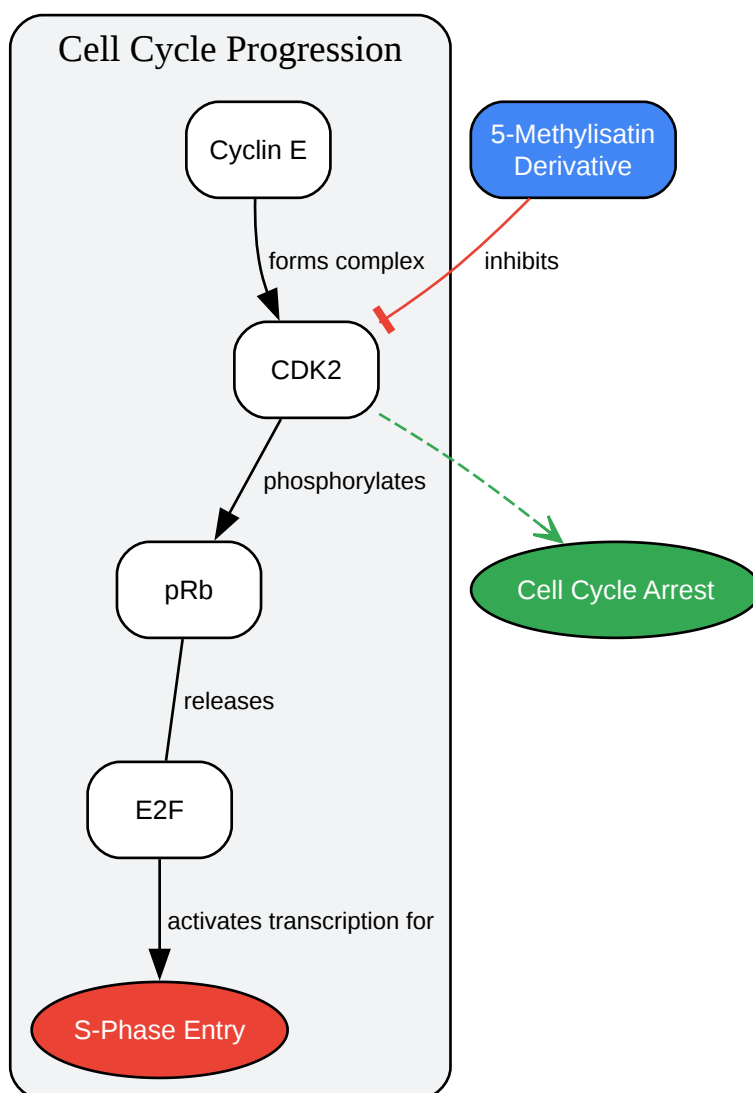 Cell Cycle Progression
Cyclin E
5-Methylisatin
Derivative
forms complex
inhibits
CDK2
phosphorylates
pRb
Cell Cycle Arrest
releases
E2F
activates transcription for
S-Phase Entry